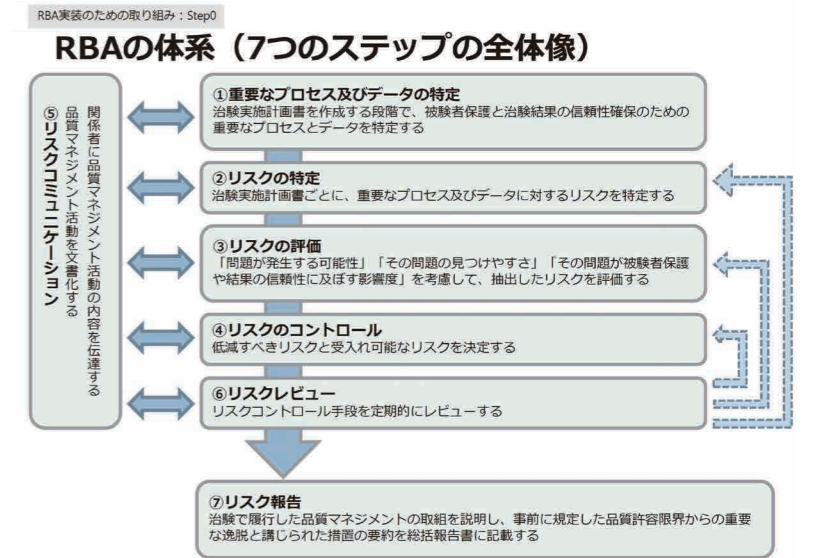 RBA実装のための取り組み：Step0
RBAの体系（7つのステップの全体像）
①重要なプロセス及びデータの特定
治験実施計画書を作成する段階で、被験者保護と治験結果の信頼性確保のための
重要なプロセスとデータを特定する
②リスクの特定
治験実施計画書ごとに、重要なプロセス及びデータに対するリスクを特定する
③リスクの評価
「問題が発生する可能性」「その問題の見つけやすさ」「その問題が被験者保護
や結果の信頼性に及ぼす影響度」を考慮して、抽出したリスクを評価する
④リスクのコントロール
低減すべきリスクと受入れ可能なリスクを決定する
⑤リスクコミュニケーション
関係者に品質マネジメント活動の内容を伝達する
品質マネジメント活動を文書化する
⑥リスクレビュー
リスクコントロール手段を定期的にレビューする
⑦リスク報告
治験で履行した品質マネジメントの取組を説明し、事前に規定した品質許容限界からの重要
な逸脱と講じられた措置の要約を総括報告書に記載する